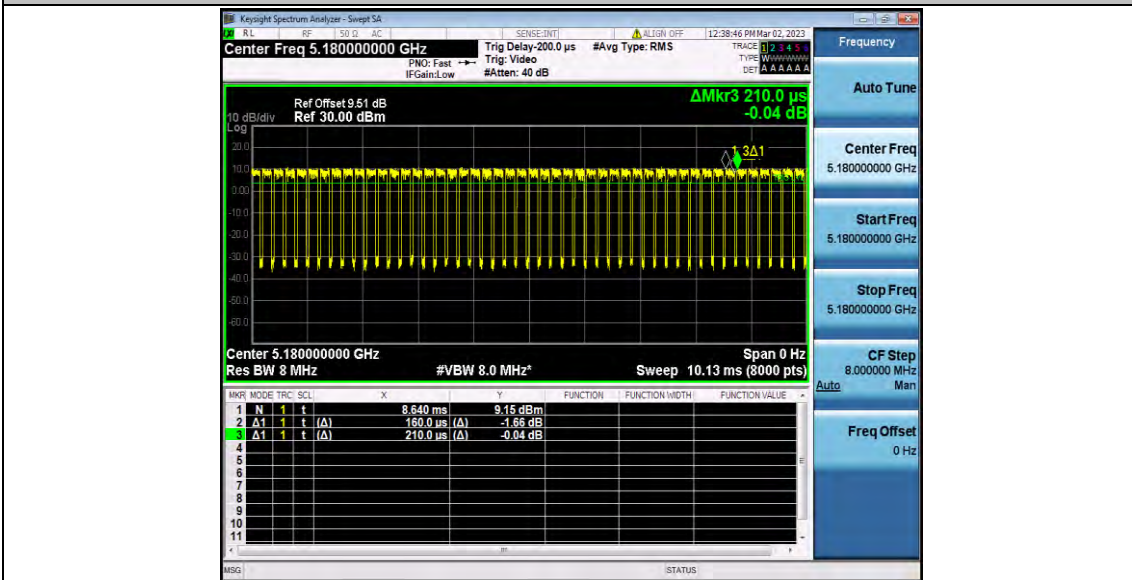 Keysight Spectrum Analyzer - Swept SA
RL RF 50 Ω AC SENSE:INT ALIGN OFF 12:38:46 PM Mar 02, 2023
Center Freq 5.180000000 GHz
PNO: Fast
IFGain:Low
Trig Delay-200.0 µs
Trig: Video
#Atten: 40 dB
#Avg Type: RMS
TRACE 1 2 3 4 5 6
TYPE WWWWWW
DET A A A A A A
ΔMkr3 210.0 µs
-0.04 dB
Ref Offset 9.51 dB
10 dB/div Ref 30.00 dBm
Log
20.0
10.0
0.00
-10.0
-20.0
-30.0
-40.0
-50.0
-60.0
1 3Δ1
Center 5.180000000 GHz Span 0 Hz
Res BW 8 MHz #VBW 8.0 MHz* Sweep 10.13 ms (8000 pts)
MKR MODE TRC SCL X Y FUNCTION FUNCTION WIDTH FUNCTION VALUE
1 N 1 t 8.640 ms 9.15 dBm
2 Δ1 1 t (Δ) 160.0 µs (Δ) -1.66 dB
3 Δ1 1 t (Δ) 210.0 µs (Δ) -0.04 dB
4
5
6
7
8
9
10
11
MSG STATUS
Frequency
Auto Tune
Center Freq
5.180000000 GHz
Start Freq
5.180000000 GHz
Stop Freq
5.180000000 GHz
CF Step
8.000000 MHz
Auto Man
Freq Offset
0 Hz